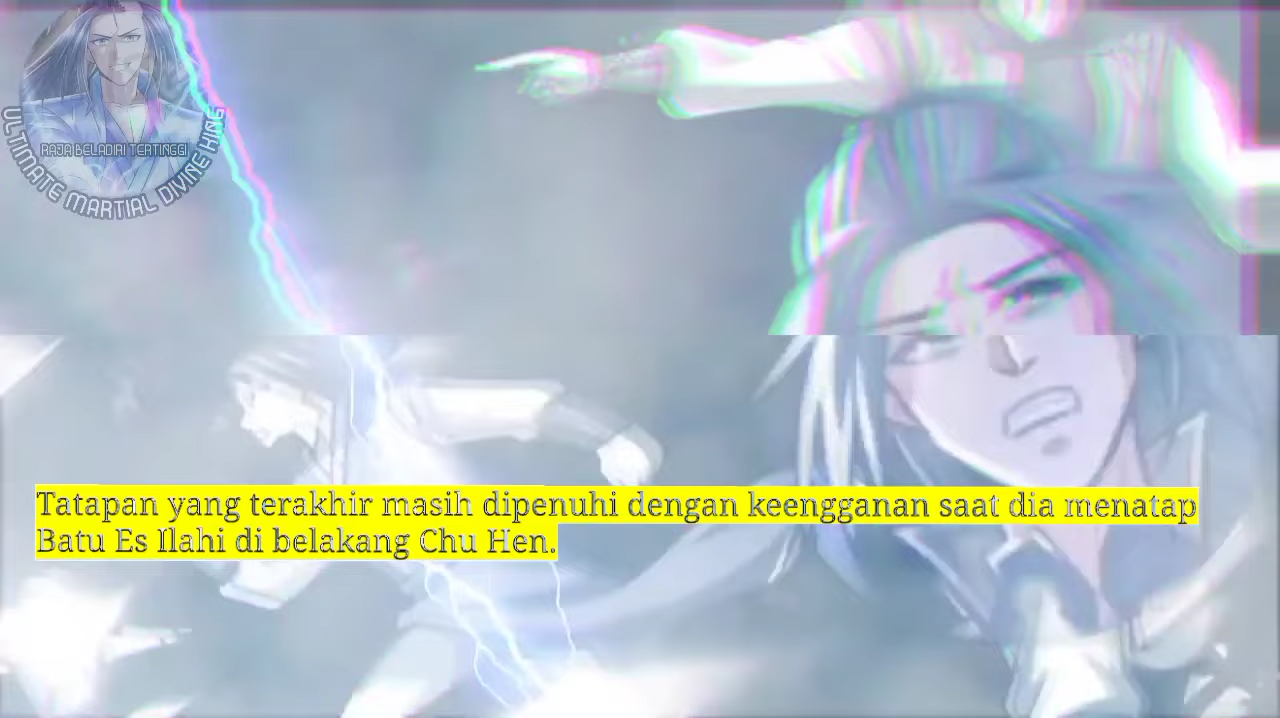 RAJA BELADIRI TERTINGGI
ULTIMATE MARTIAL DIVINE KING
Tatapan yang terakhir masih dipenuhi dengan keengganan saat dia menatap
Batu Es Ilahi di belakang Chu Hen.